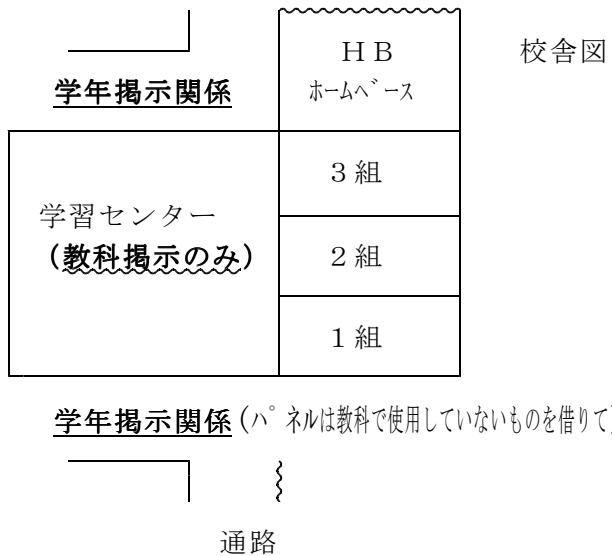 ＨＢ
校舎図
学年掲示関係
ホームベース
３組
学習センター
（教科掲示のみ）
２組
１組
学年掲示関係（パネルは教科で使用していないものを借りて）
通路